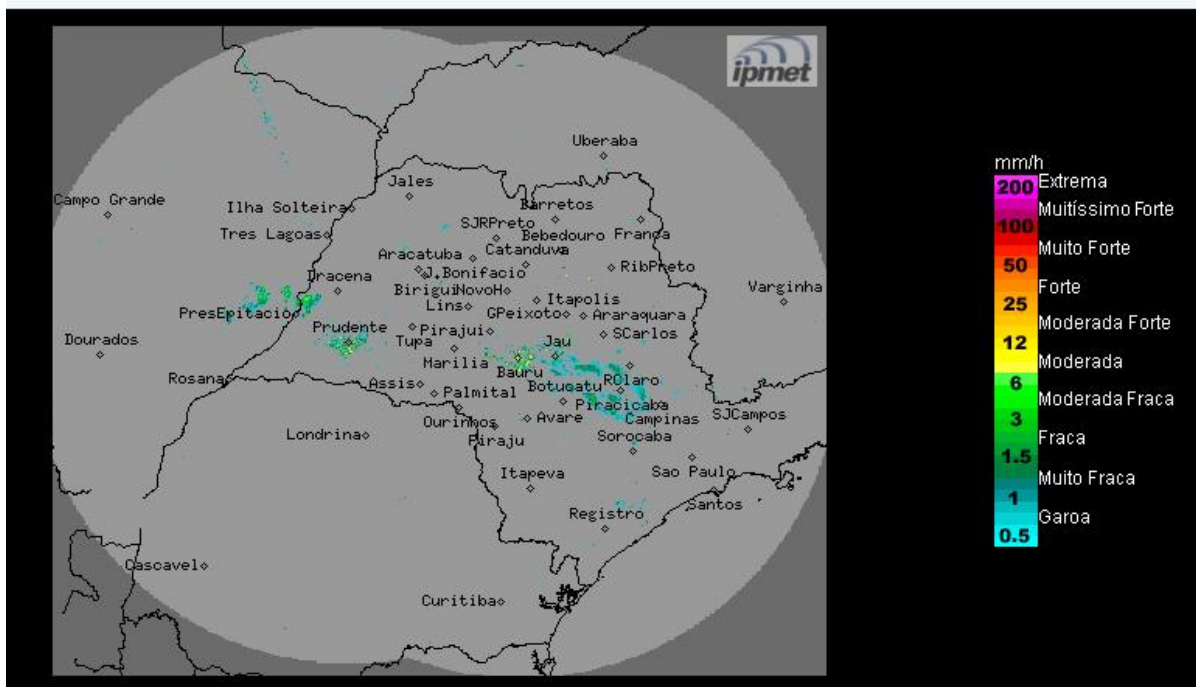 ipmet
Uberaba
Jales
Campo Grande
Ilha Solteira
Barretos
SJRPreto
Tres Lagoas
Bebedouro
Franca
Catanduva
Aracatuba
J.Bonifacio
RibPreto
Dracena
Birigui
NovoH
Varginha
Lins
Itapolis
PresEpitacio
GPeixoto
Araraquara
Prudente
Tupa
Pirajui
SCarlos
Dourados
Jau
Marilia
Bauru
Rosana
Assis
Botucatu
RClaro
Palmital
Piracicaba
Ourinhos
Avare
Campinas
SJCampos
Londrina
Piraju
Sorocaba
Itapeva
Sao Paulo
Santos
Registro
Cascavel
Curitiba
mm/h
200 Extrema
Muitíssimo Forte
100
Muito Forte
50
Forte
25
Moderada Forte
12
Moderada
6
Moderada Fraca
3
Fraca
1.5
Muito Fraca
1
Garoa
0.5